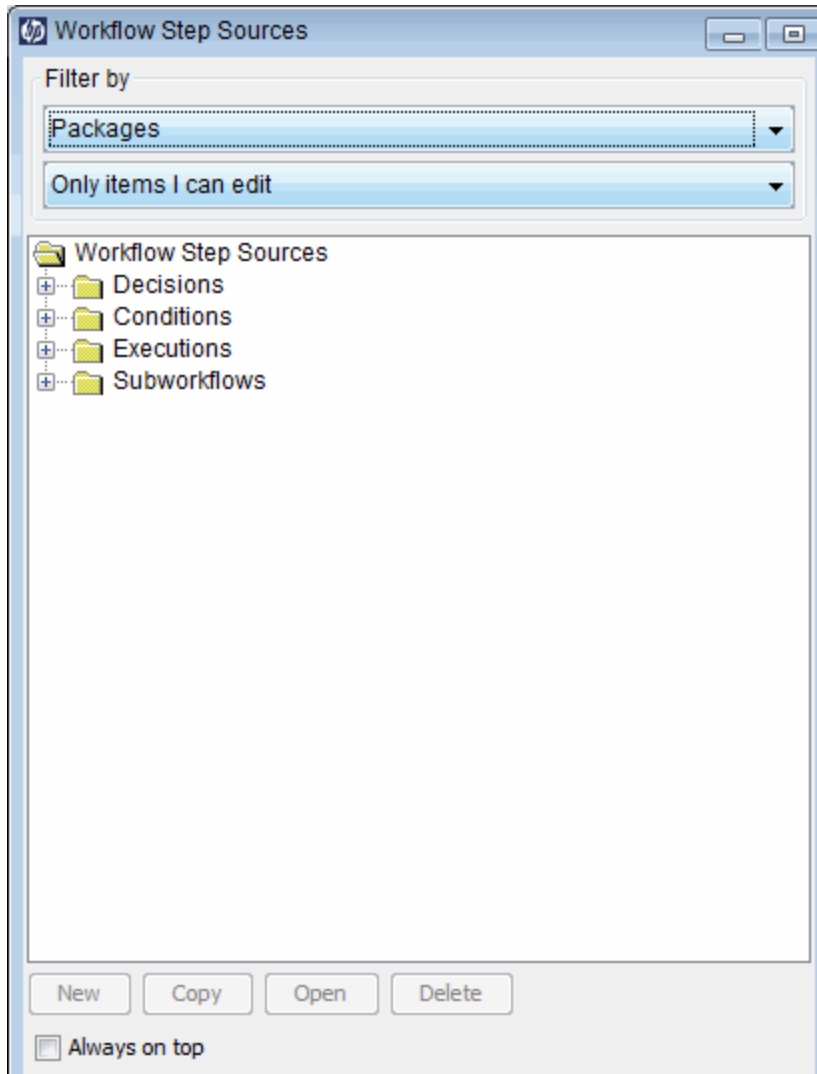 hp Workflow Step Sources
Filter by
Packages
Only items I can edit
Workflow Step Sources
Decisions
Conditions
Executions
Subworkflows
New Copy Open Delete
Always on top